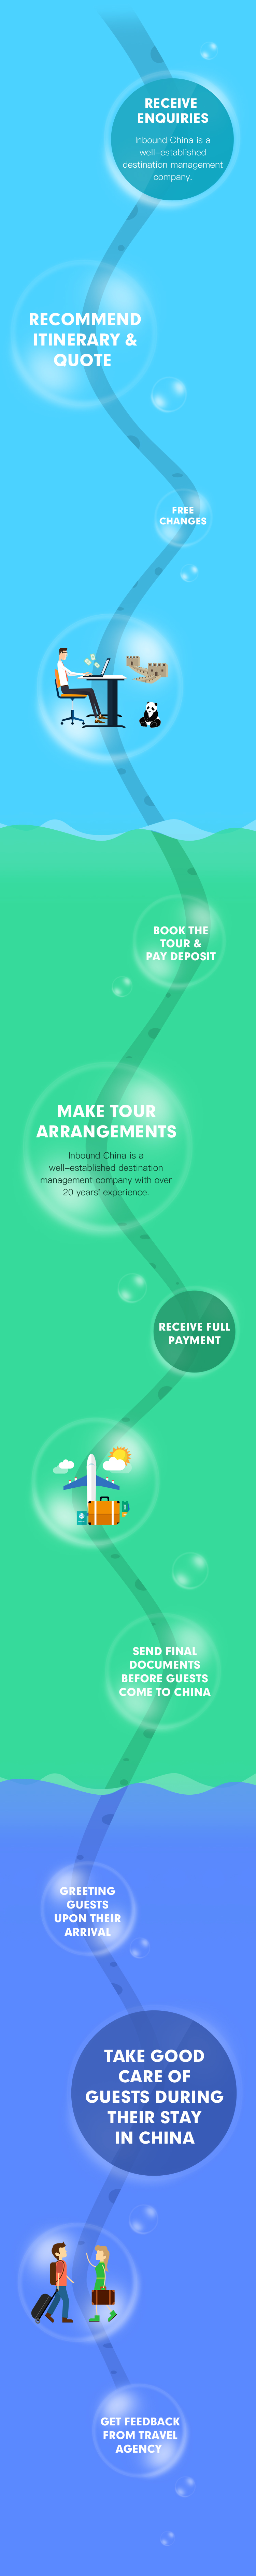 RECEIVE
ENQUIRIES
Inbound China is a
well-established
destination management
company.
RECOMMEND
ITINERARY &
QUOTE
FREE
CHANGES
BOOK THE
TOUR &
PAY DEPOSIT
MAKE TOUR
ARRANGEMENTS
Inbound China is a
well-established destination
management company with over
20 years' experience.
RECEIVE FULL
PAYMENT
SEND FINAL
DOCUMENTS
BEFORE GUESTS
COME TO CHINA
GREETING
GUESTS
UPON THEIR
ARRIVAL
TAKE GOOD
CARE OF
GUESTS DURING
THEIR STAY
IN CHINA
GET FEEDBACK
FROM TRAVEL
AGENCY